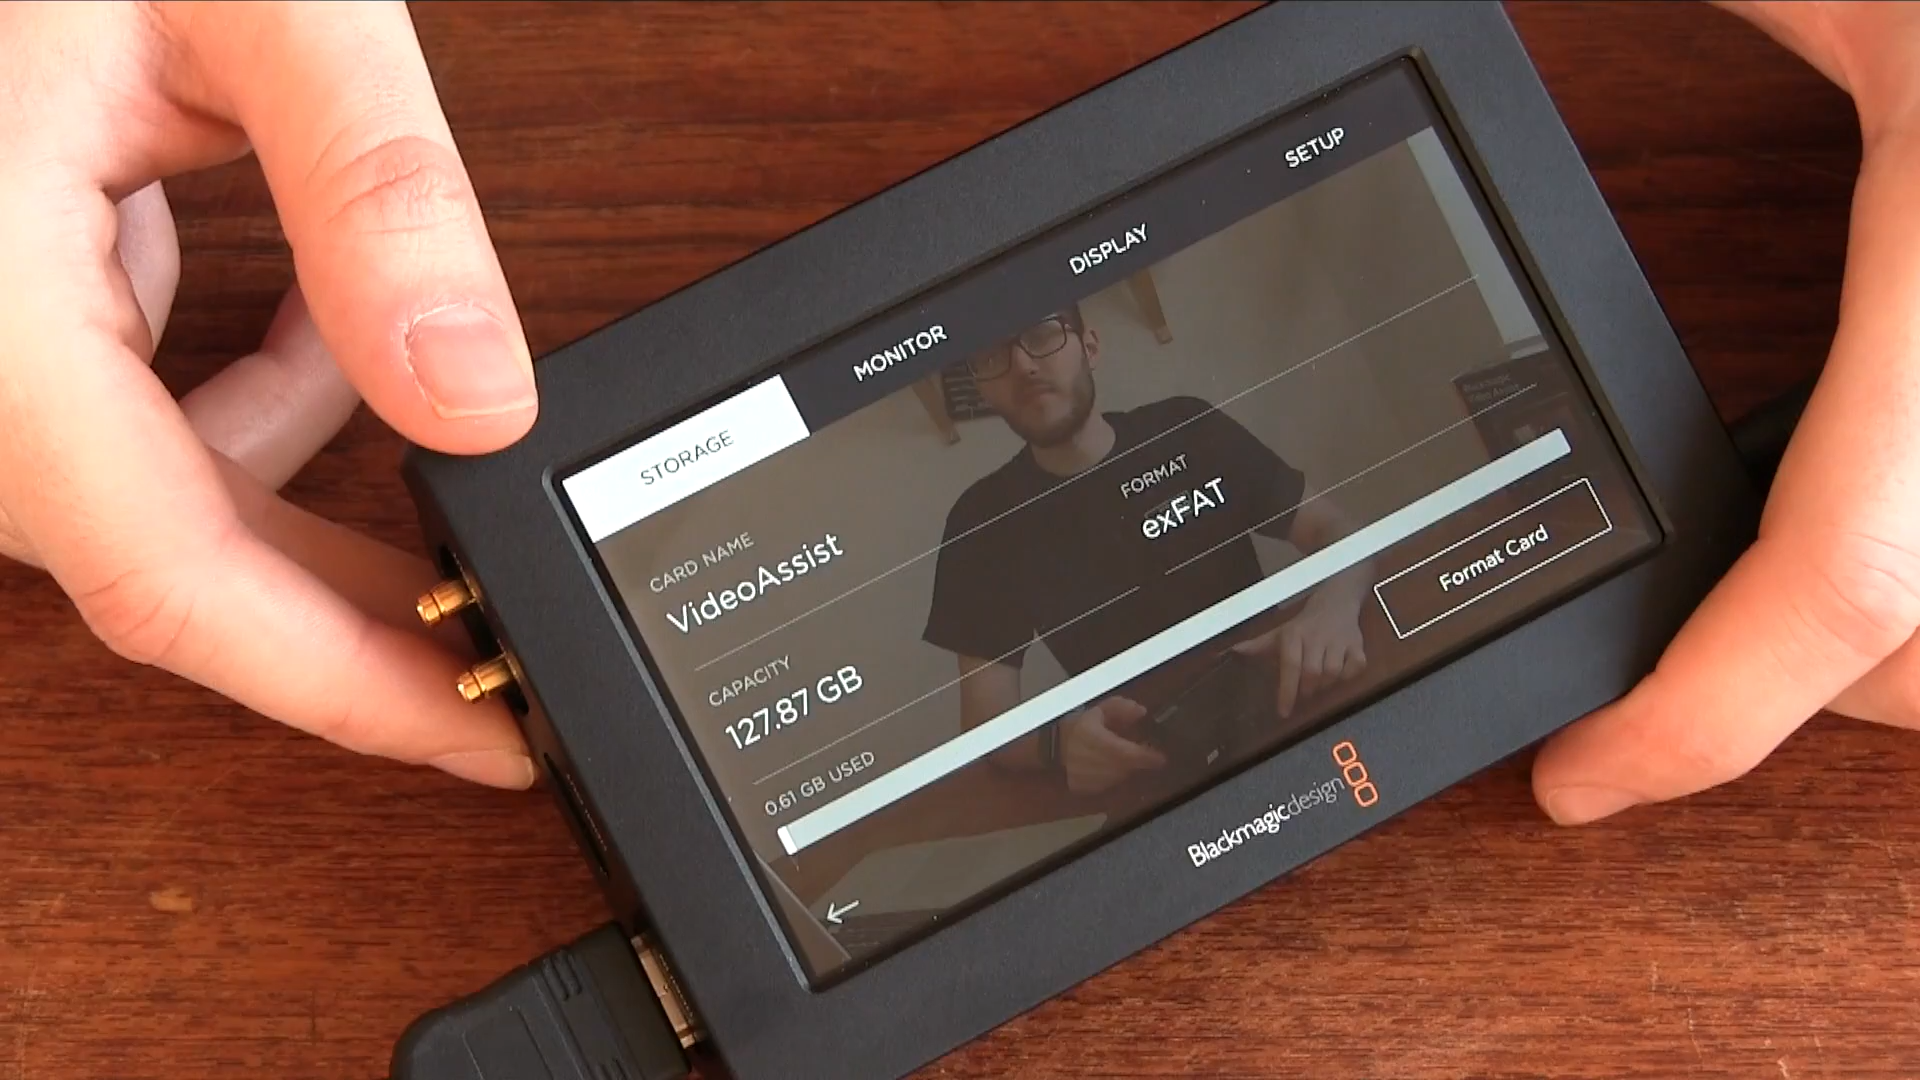 STORAGE
MONITOR
DISPLAY
SETUP
CARD NAME
VideoAssist
FORMAT
exFAT
CAPACITY
127.87 GB
0.61 GB USED
Format Card
Blackmagicdesign